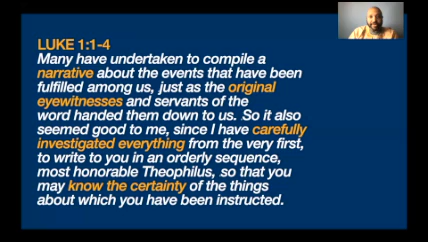 LUKE 1:1-4
Many have undertaken to compile a
narrative about the events that have been
fulfilled among us, just as the original
eyewitnesses and servants of the
word handed them down to us. So it also
seemed good to me, since I have carefully
investigated everything from the very first,
to write to you in an orderly sequence,
most honorable Theophilus, so that you
may know the certainty of the things
about which you have been instructed.